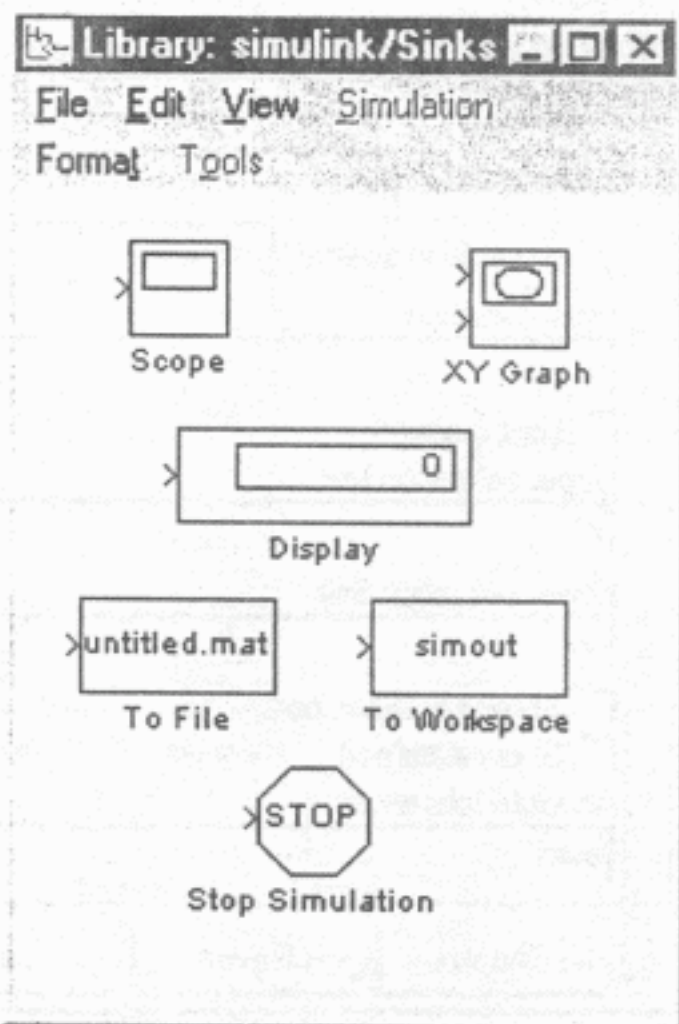 Library: simulink/Sinks
File Edit View Simulation
Format Tools
Scope
XY Graph
0
Display
untitled.mat
simout
To File
To Workspace
STOP
Stop Simulation